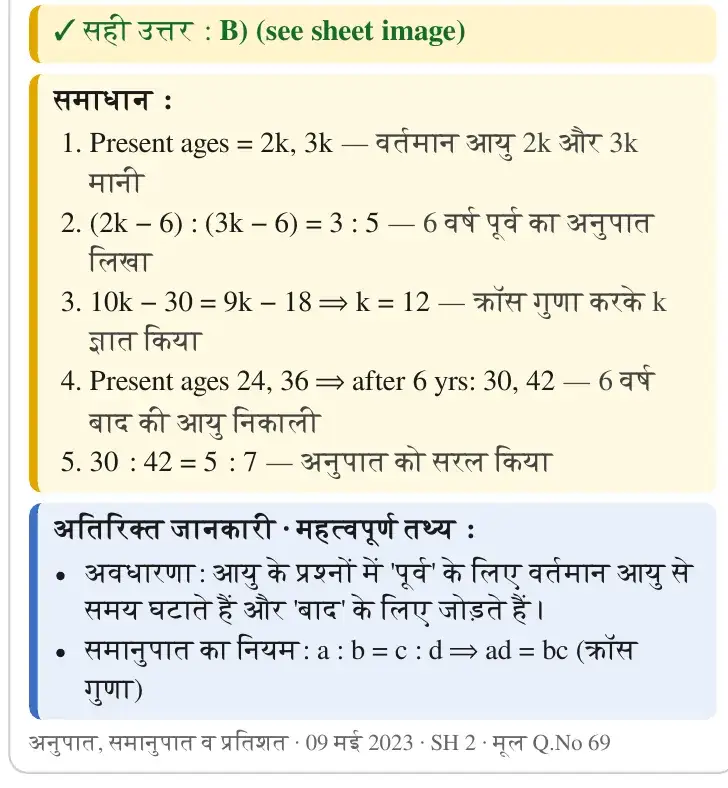 ✓ सही उत्तर : B) (see sheet image)
समाधान :
1. Present ages = 2k, 3k — वर्तमान आयु 2k और 3k
मानी
2. (2k − 6) : (3k − 6) = 3 : 5 — 6 वर्ष पूर्व का अनुपात
लिखा
3. 10k − 30 = 9k − 18 ⟹ k = 12 — क्रॉस गुणा करके k
ज्ञात किया
4. Present ages 24, 36 ⟹ after 6 yrs: 30, 42 — 6 वर्ष
बाद की आयु निकाली
5. 30 : 42 = 5 : 7 — अनुपात को सरल किया
अतिरिक्त जानकारी · महत्वपूर्ण तथ्य :
• अवधारणा : आयु के प्रश्नों में 'पूर्व' के लिए वर्तमान आयु से
समय घटाते हैं और 'बाद' के लिए जोड़ते हैं।
• समानुपात का नियम : a : b = c : d ⟹ ad = bc (क्रॉस
गुणा)
अनुपात, समानुपात व प्रतिशत · 09 मई 2023 · SH 2 · मूल Q.No 69